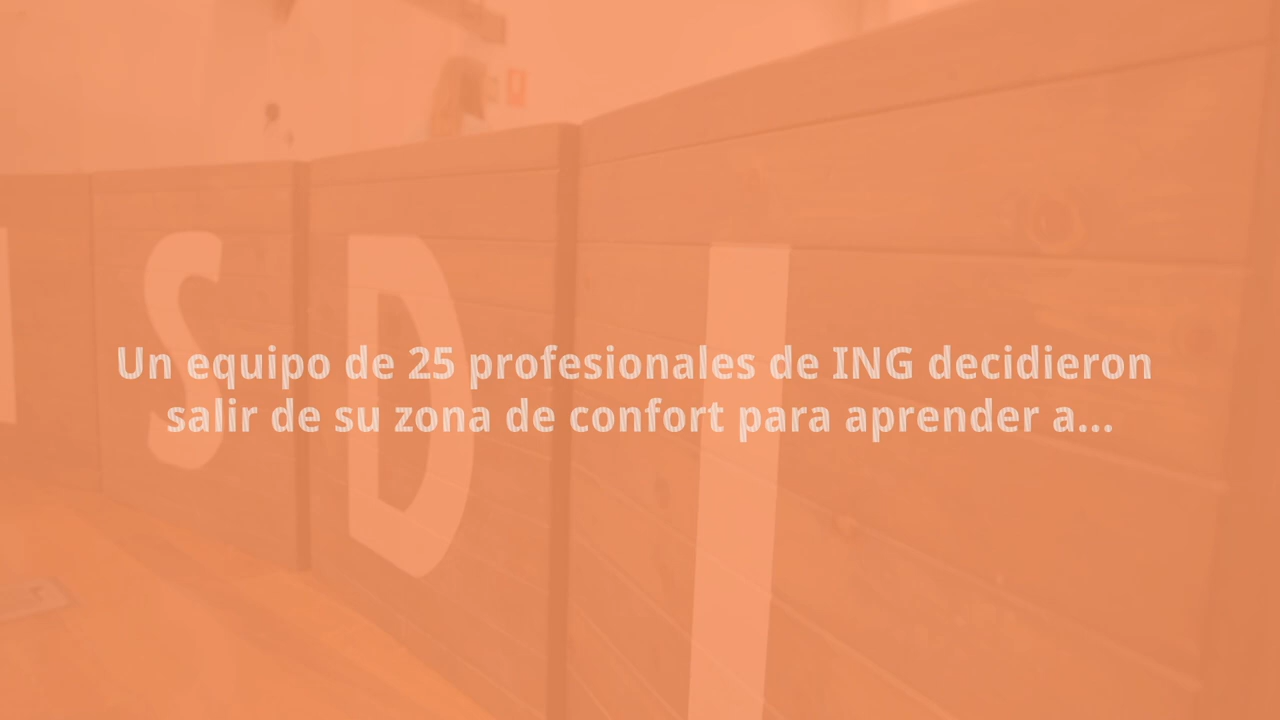 S D I
Un equipo de 25 profesionales de ING decidieron
salir de su zona de confort para aprender a...